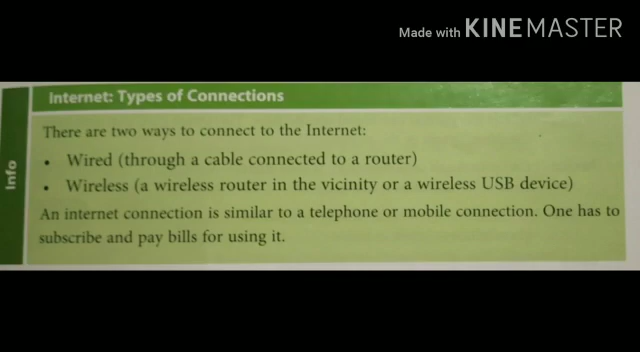 Made with KINEMASTER
Internet: Types of Connections
Info
There are two ways to connect to the Internet:
• Wired (through a cable connected to a router)
• Wireless (a wireless router in the vicinity or a wireless USB device)
An internet connection is similar to a telephone or mobile connection. One has to
subscribe and pay bills for using it.